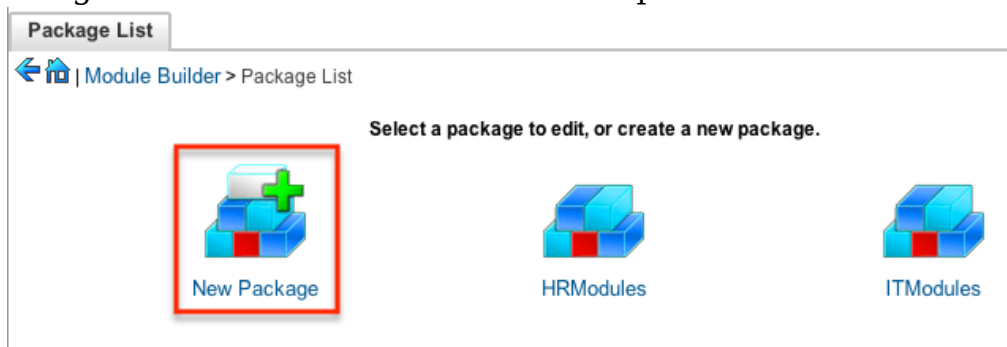 Package List
| Module Builder > Package List
Select a package to edit, or create a new package.
New Package
HRModules
ITModules